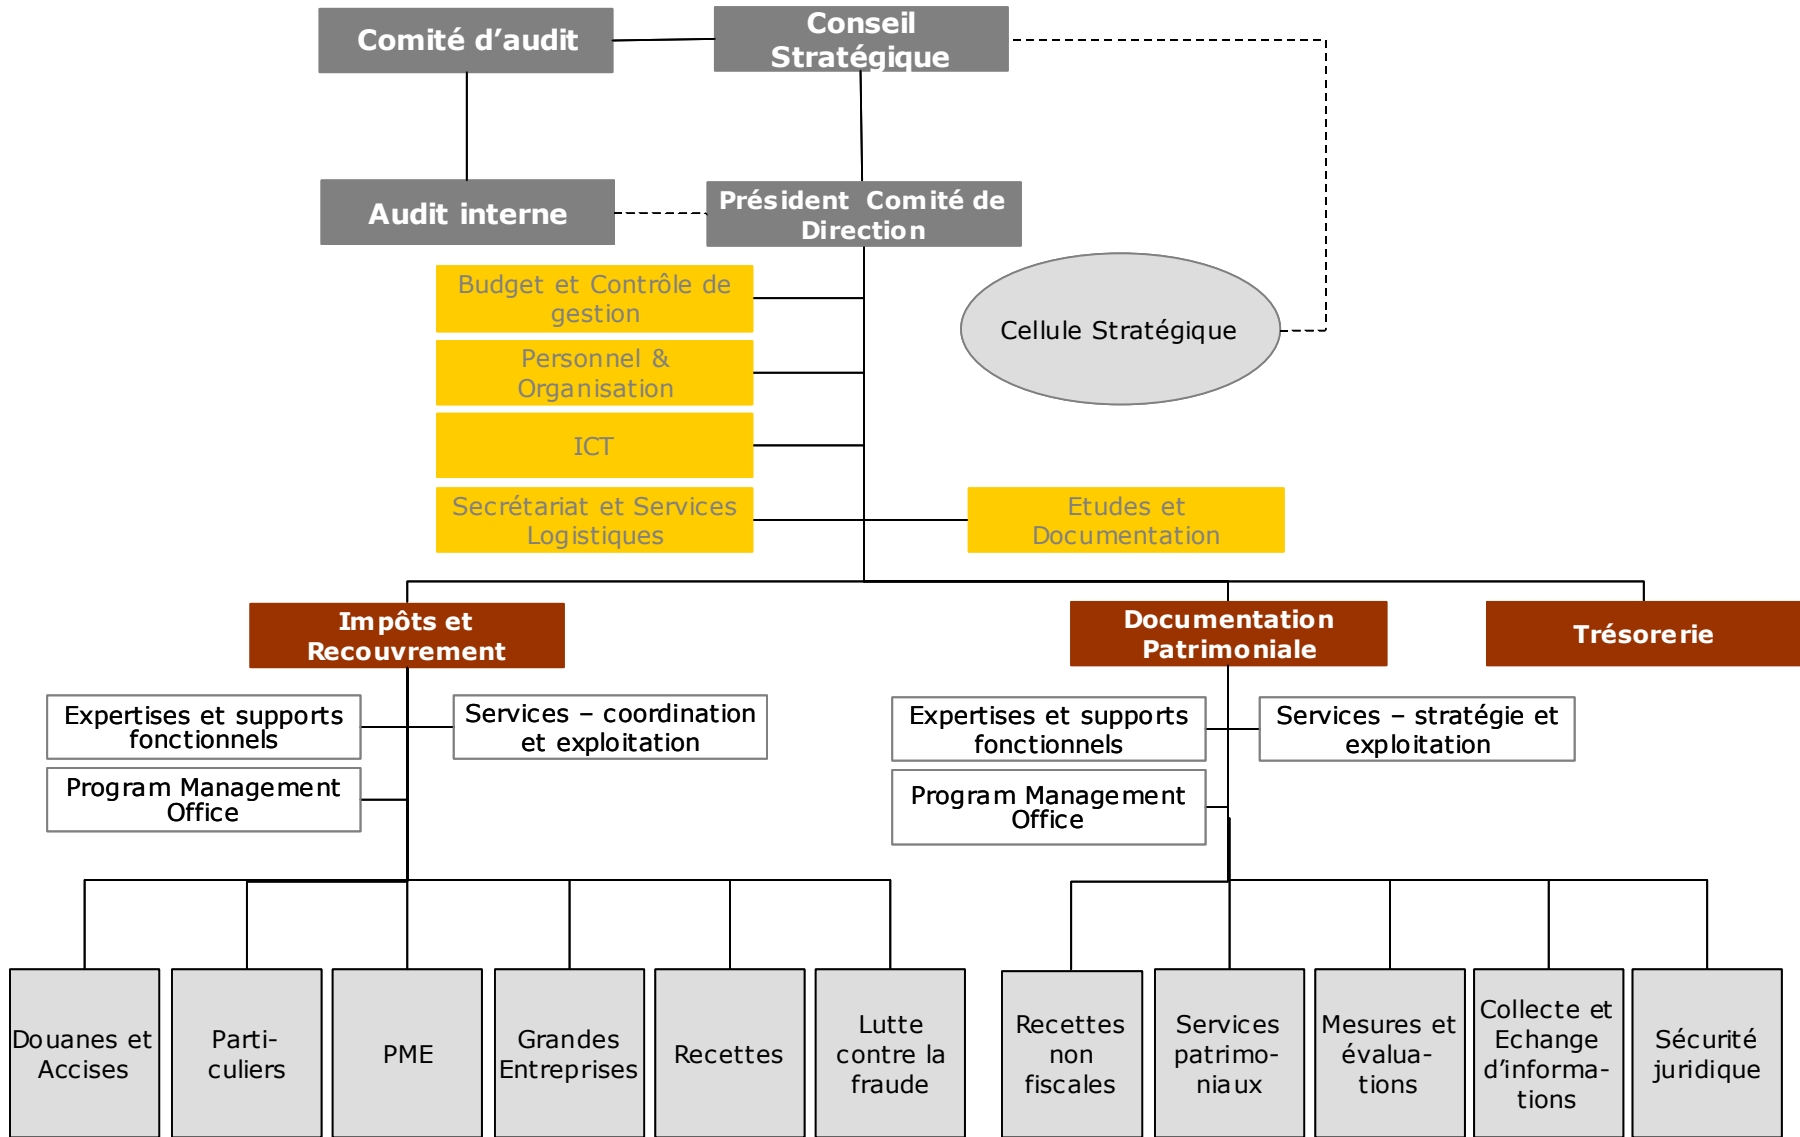 Comité d’audit
Conseil
Stratégique
Audit interne
Président Comité de
Direction
Budget et Contrôle de
gestion
Cellule Stratégique
Personnel &
Organisation
ICT
Secrétariat et Services
Logistiques
Etudes et
Documentation
Impôts et
Recouvrement
Documentation
Patrimoniale
Trésorerie
Expertises et supports
fonctionnels
Services – coordination
et exploitation
Program Management
Office
Expertises et supports
fonctionnels
Services – stratégie et
exploitation
Program Management
Office
Douanes et
Accises
Parti-
culiers
PME
Grandes
Entreprises
Recettes
Lutte
contre la
fraude
Recettes
non
fiscales
Services
patrimo-
niaux
Mesures et
évalua-
tions
Collecte et
Echange
d’informa-
tions
Sécurité
juridique